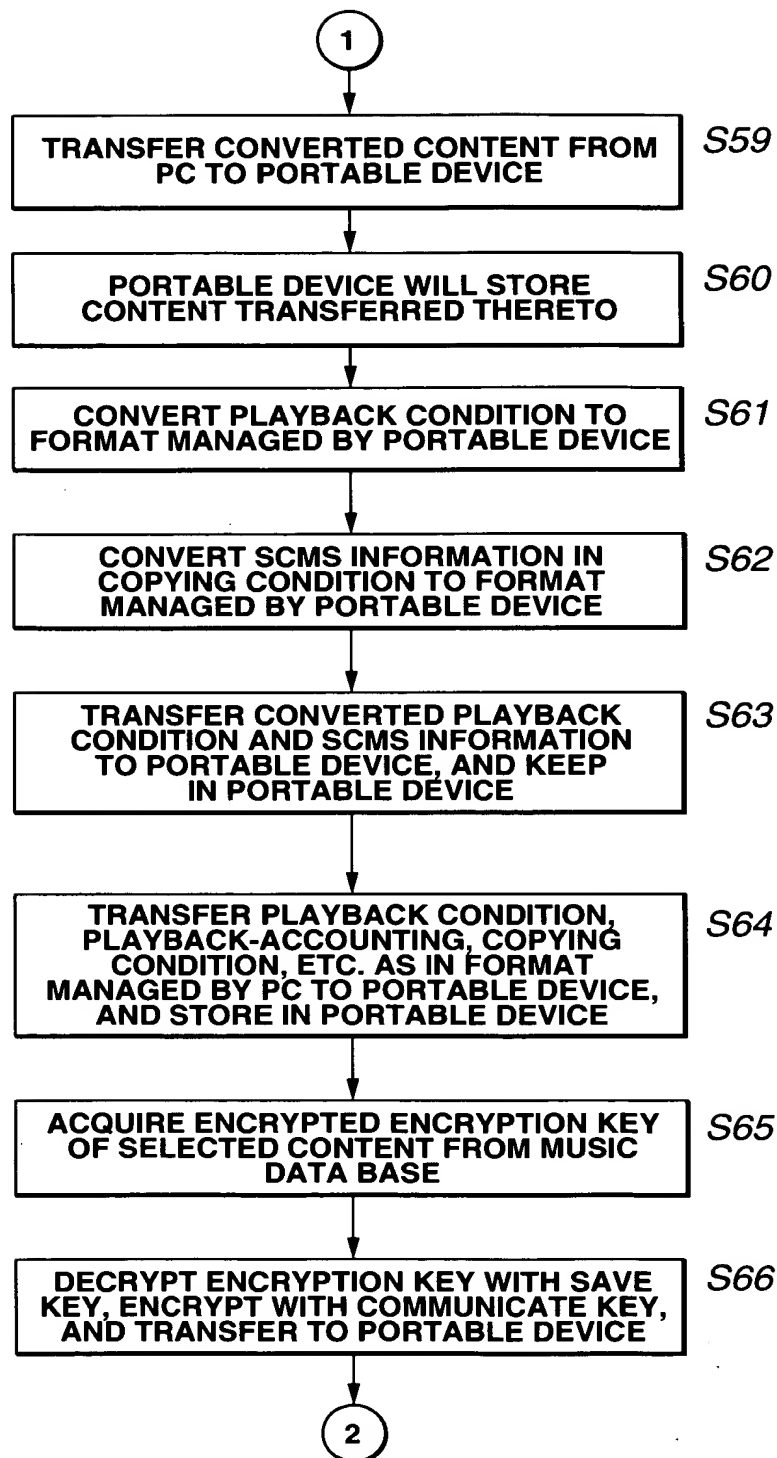 1
TRANSFER CONVERTED CONTENT FROM
PC TO PORTABLE DEVICE
S59
PORTABLE DEVICE WILL STORE
CONTENT TRANSFERRED THERETO
S60
CONVERT PLAYBACK CONDITION TO
FORMAT MANAGED BY PORTABLE DEVICE
S61
CONVERT SCMS INFORMATION IN
COPYING CONDITION TO FORMAT
MANAGED BY PORTABLE DEVICE
S62
TRANSFER CONVERTED PLAYBACK
CONDITION AND SCMS INFORMATION
TO PORTABLE DEVICE, AND KEEP
IN PORTABLE DEVICE
S63
TRANSFER PLAYBACK CONDITION,
PLAYBACK-ACCOUNTING, COPYING
CONDITION, ETC. AS IN FORMAT
MANAGED BY PC TO PORTABLE DEVICE,
AND STORE IN PORTABLE DEVICE
S64
ACQUIRE ENCRYPTED ENCRYPTION KEY
OF SELECTED CONTENT FROM MUSIC
DATA BASE
S65
DECRYPT ENCRYPTION KEY WITH SAVE
KEY, ENCRYPT WITH COMMUNICATE KEY,
AND TRANSFER TO PORTABLE DEVICE
S66
2